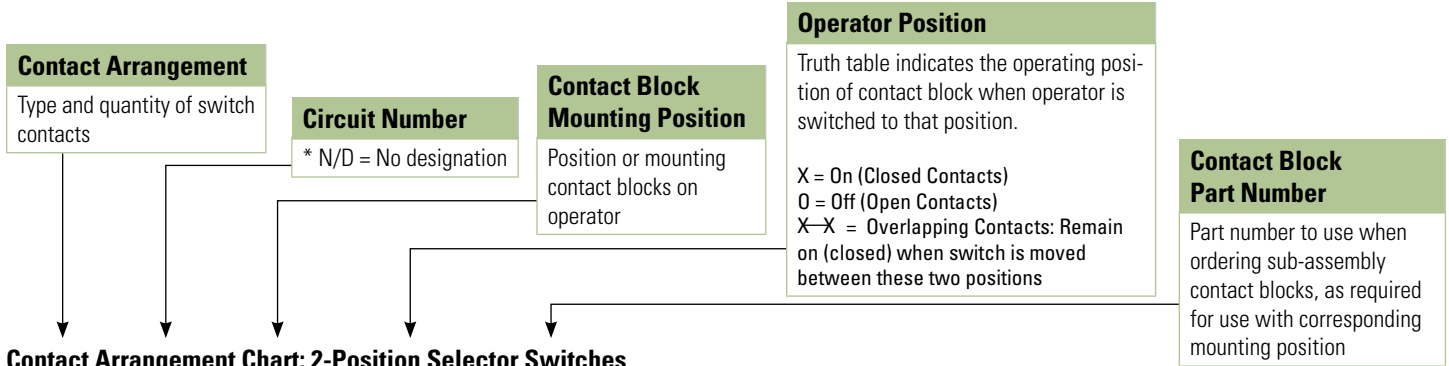 Contact Arrangement
Type and quantity of switch
contacts
Circuit Number
* N/D = No designation
Contact Block
Mounting Position
Position or mounting
contact blocks on
operator
Operator Position
Truth table indicates the operating posi-
tion of contact block when operator is
switched to that position.
X = On (Closed Contacts)
O = Off (Open Contacts)
X—X = Overlapping Contacts: Remain
on (closed) when switch is moved
between these two positions
Contact Block
Part Number
Part number to use when
ordering sub-assembly
contact blocks, as required
for use with corresponding
mounting position
Contact Arrangement Chart: 2-Position Selector Switches